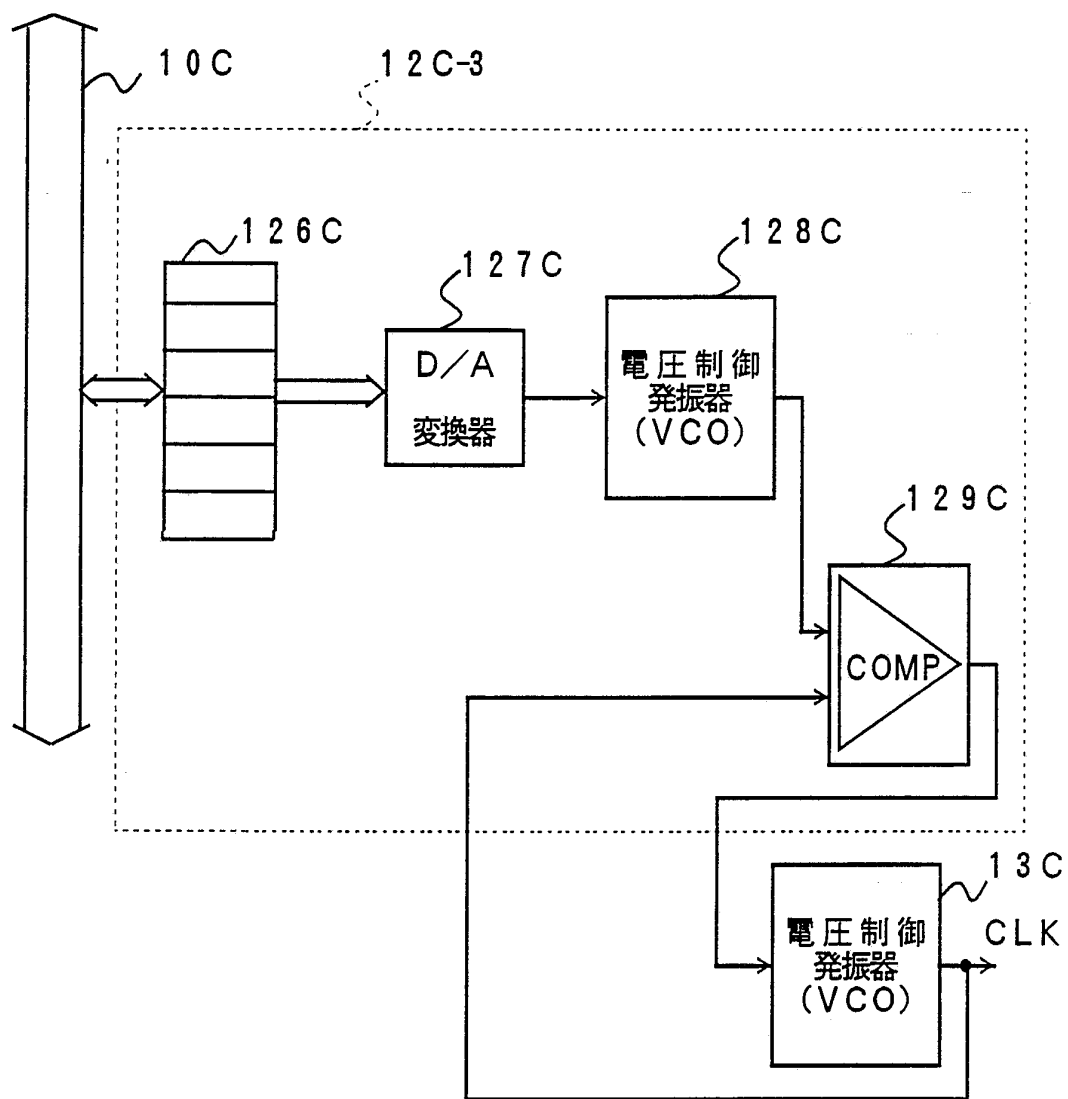 10C
12C-3
126C
127C
128C
D/A
変換器
電圧制御
発振器
(VCO)
129C
COMP
13C
電圧制御
発振器
(VCO)
CLK